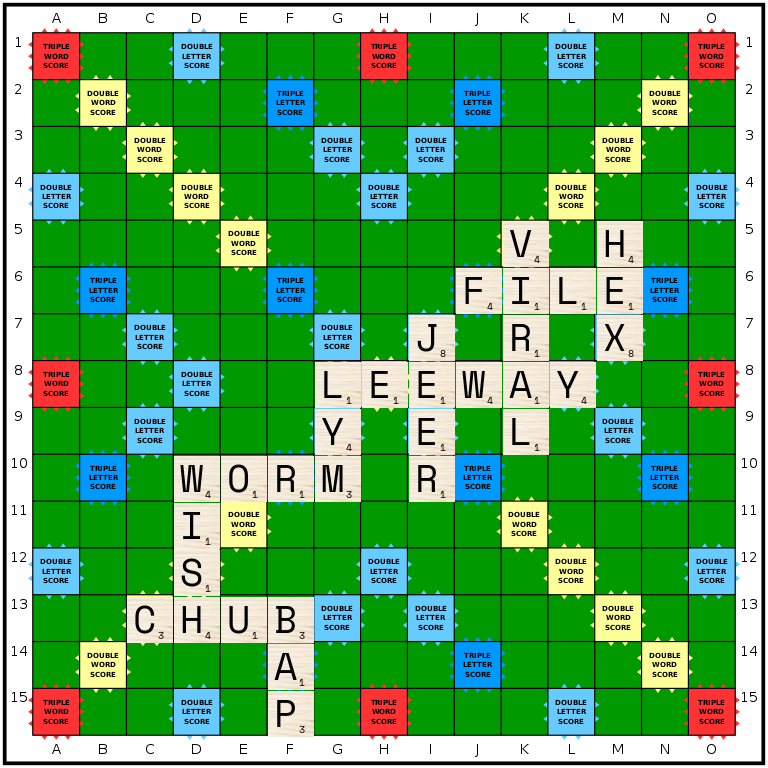 A B C D E F G H I J K L M N O
1 TRIPLE DOUBLE TRIPLE DOUBLE TRIPLE 1
WORD LETTER WORD LETTER WORD
SCORE SCORE SCORE SCORE SCORE
2 DOUBLE TRIPLE TRIPLE DOUBLE 2
WORD LETTER LETTER WORD
SCORE SCORE SCORE SCORE
3 DOUBLE DOUBLE DOUBLE DOUBLE 3
WORD LETTER LETTER WORD
SCORE SCORE SCORE SCORE
4 DOUBLE DOUBLE DOUBLE DOUBLE DOUBLE 4
LETTER WORD LETTER WORD LETTER
SCORE SCORE SCORE SCORE SCORE
5 DOUBLE 5
WORD V4 H4
SCORE
6 TRIPLE TRIPLE TRIPLE 6
LETTER LETTER F4 I1 L1 E1 LETTER
SCORE SCORE SCORE
7 DOUBLE DOUBLE 7
LETTER LETTER J8 R1 X8
SCORE SCORE
8 TRIPLE DOUBLE TRIPLE 8
WORD LETTER L1 E1 E1 W4 A1 Y4 WORD
SCORE SCORE SCORE
9 DOUBLE DOUBLE 9
LETTER Y4 E1 L1 LETTER
SCORE SCORE
10 TRIPLE TRIPLE TRIPLE 10
LETTER W4 O1 R1 M3 R1 LETTER LETTER
SCORE SCORE SCORE
11 DOUBLE DOUBLE 11
I1 WORD WORD
SCORE SCORE
12 DOUBLE DOUBLE DOUBLE DOUBLE 12
LETTER S1 LETTER WORD LETTER
SCORE SCORE SCORE SCORE
13 DOUBLE DOUBLE DOUBLE 13
C3 H4 U1 B3 LETTER LETTER WORD
SCORE SCORE SCORE
14 DOUBLE TRIPLE DOUBLE 14
WORD A1 LETTER WORD
SCORE SCORE SCORE
15 TRIPLE DOUBLE TRIPLE DOUBLE TRIPLE 15
WORD LETTER P3 WORD LETTER WORD
SCORE SCORE SCORE SCORE SCORE
A B C D E F G H I J K L M N O